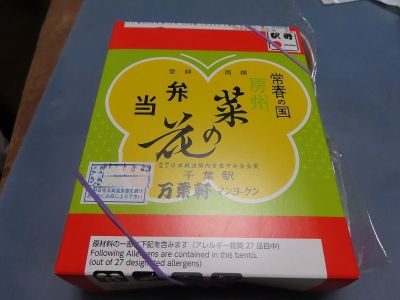 駅弁
登録 商標
常春の国
房州
菜の花
弁当
千葉駅
万葉軒 マンヨーケン
原材料の一部に下記を含みます（アレルギー物質27品目中）
Following Allergens are contained in this bento.
(out of 27 designated allergens)